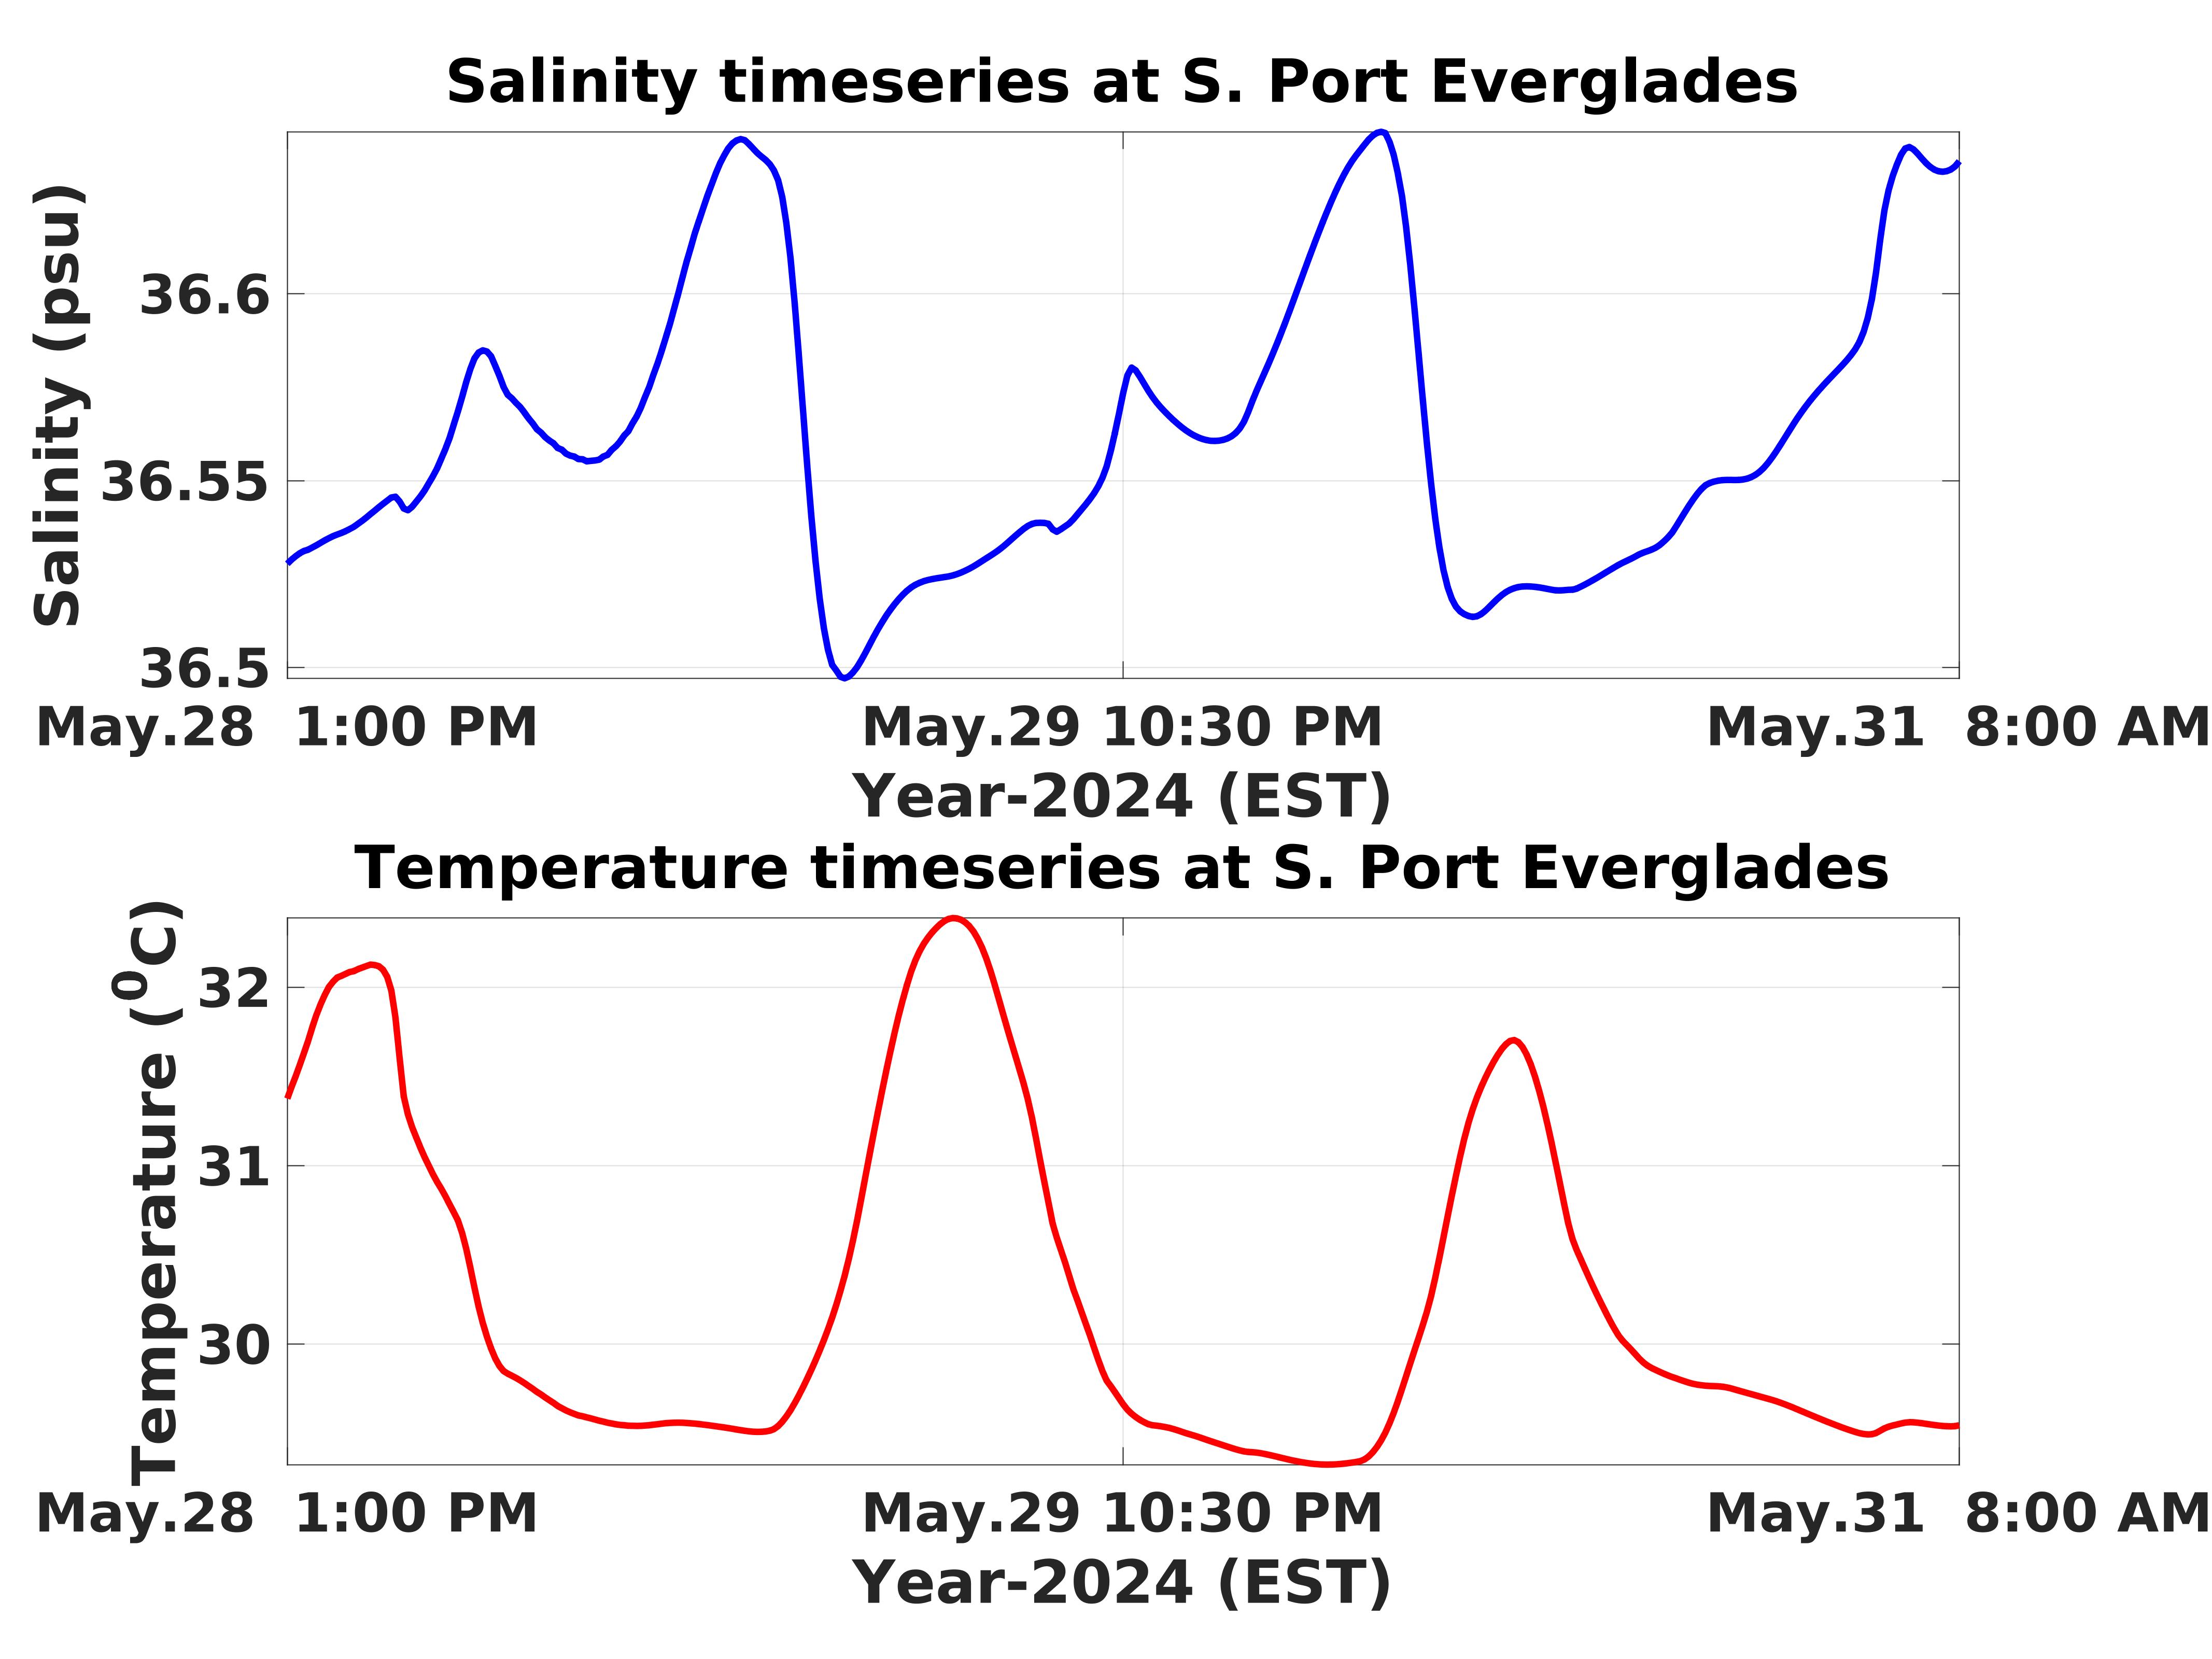 Salinity timeseries at S. Port Everglades
Salinity (psu)
36.6
36.55
36.5
May.28  1:00 PM
May.29 10:30 PM
May.31  8:00 AM
Year-2024 (EST)
Temperature timeseries at S. Port Everglades
Temperature (⁰C)
32
31
30
May.28  1:00 PM
May.29 10:30 PM
May.31  8:00 AM
Year-2024 (EST)